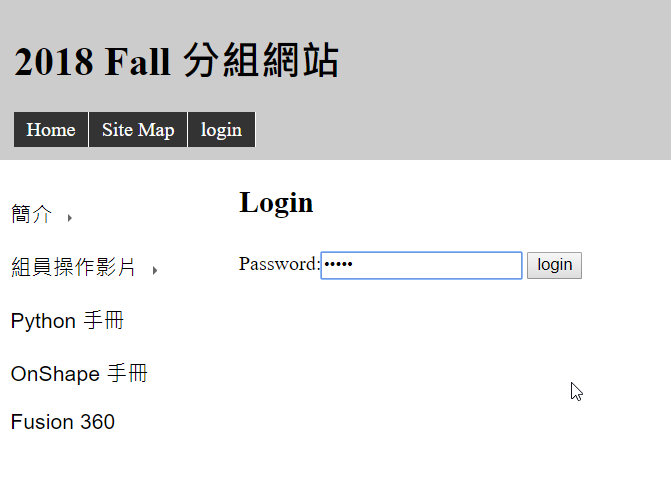 2018 Fall 分組網站
Home Site Map login
簡介
組員操作影片
Python 手冊
OnShape 手冊
Fusion 360
Login
Password:••••• login